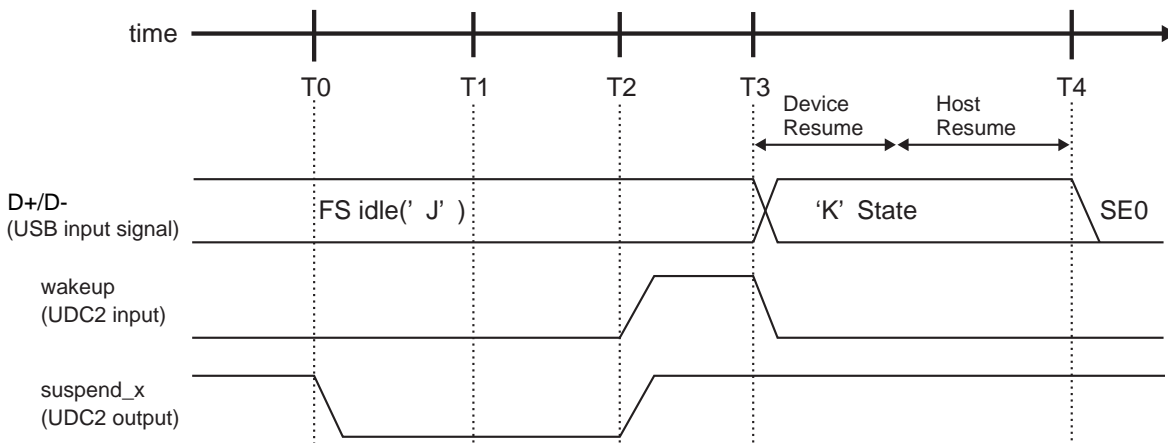 time
T0
T1
T2
T3
T4
Device
Resume
Host
Resume
D+/D-
(USB input signal)
FS idle(' J' )
'K' State
SE0
wakeup
(UDC2 input)
suspend_x
(UDC2 output)